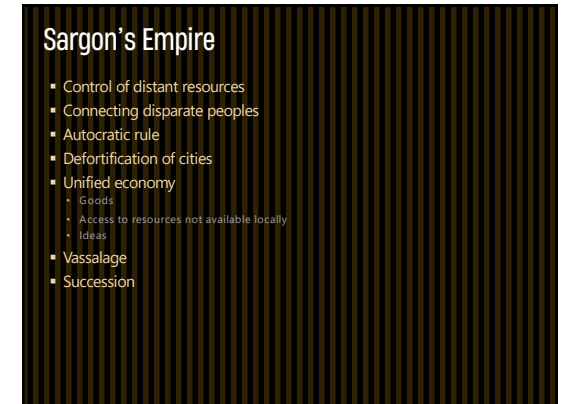 Sargon’s Empire
▪ Control of distant resources
▪ Connecting disparate peoples
▪ Autocratic rule
▪ Defortification of cities
▪ Unified economy
• Goods
• Access to resources not available locally
• Ideas
▪ Vassalage
▪ Succession